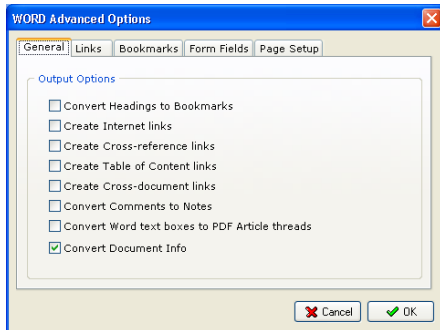 WORD Advanced Options
General Links Bookmarks Form Fields Page Setup
Output Options
Convert Headings to Bookmarks
Create Internet links
Create Cross-reference links
Create Table of Content links
Create Cross-document links
Convert Comments to Notes
Convert Word text boxes to PDF Article threads
Convert Document Info
Cancel OK